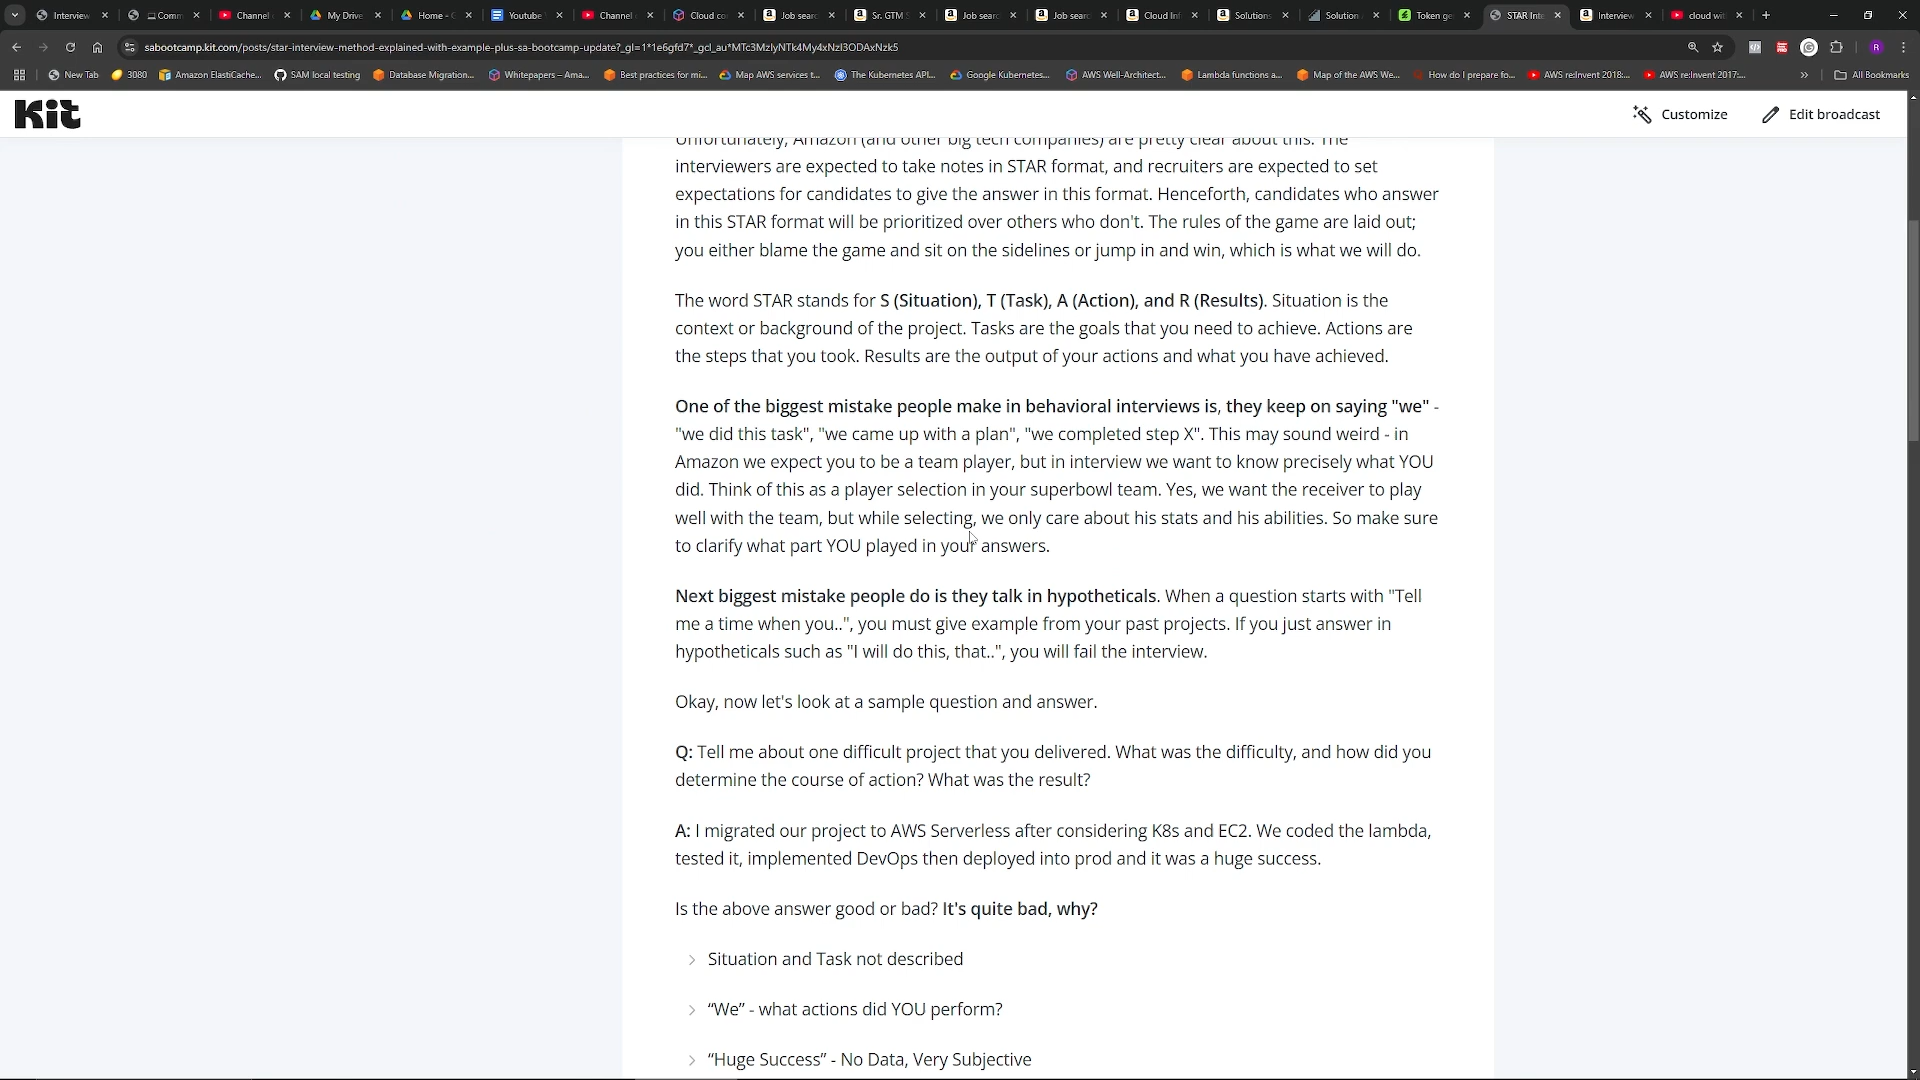 Interview
Comm
Channel
My Drive
Home - C
Youtube
Channel
Cloud co
Job sear
Sr. GTM S
Job sear
Job sear
Cloud In
Solutions
Solution
Token ge
STAR Inte
Interview
cloud wit
sabootcamp.kit.com/posts/star-interview-method-explained-with-example-plus-sa-bootcamp-update?_gl=1*1e6gfd7*_gcl_au*MTc3MzIyNTk4My4xNzI3ODAxNzk5
New Tab
3080
Amazon ElastiCache...
SAM local testing
Database Migration...
Whitepapers – Ama...
Best practices for mi...
Map AWS services t...
The Kubernetes API...
Google Kubernetes...
AWS Well-Architect...
Lambda functions a...
Map of the AWS We...
How do I prepare fo...
AWS re:Invent 2018:...
AWS re:Invent 2017:...
All Bookmarks
Kit
Customize
Edit broadcast
Unfortunately, Amazon (and other big tech companies) are pretty clear about this. The
interviewers are expected to take notes in STAR format, and recruiters are expected to set
expectations for candidates to give the answer in this format. Henceforth, candidates who answer
in this STAR format will be prioritized over others who don't. The rules of the game are laid out;
you either blame the game and sit on the sidelines or jump in and win, which is what we will do.
The word STAR stands for S (Situation), T (Task), A (Action), and R (Results). Situation is the
context or background of the project. Tasks are the goals that you need to achieve. Actions are
the steps that you took. Results are the output of your actions and what you have achieved.
One of the biggest mistake people make in behavioral interviews is, they keep on saying "we" -
"we did this task", "we came up with a plan", "we completed step X". This may sound weird - in
Amazon we expect you to be a team player, but in interview we want to know precisely what YOU
did. Think of this as a player selection in your superbowl team. Yes, we want the receiver to play
well with the team, but while selecting, we only care about his stats and his abilities. So make sure
to clarify what part YOU played in your answers.
Next biggest mistake people do is they talk in hypotheticals. When a question starts with "Tell
me a time when you..", you must give example from your past projects. If you just answer in
hypotheticals such as "I will do this, that..", you will fail the interview.
Okay, now let's look at a sample question and answer.
Q: Tell me about one difficult project that you delivered. What was the difficulty, and how did you
determine the course of action? What was the result?
A: I migrated our project to AWS Serverless after considering K8s and EC2. We coded the lambda,
tested it, implemented DevOps then deployed into prod and it was a huge success.
Is the above answer good or bad? It's quite bad, why?
Situation and Task not described
“We” - what actions did YOU perform?
“Huge Success” - No Data, Very Subjective